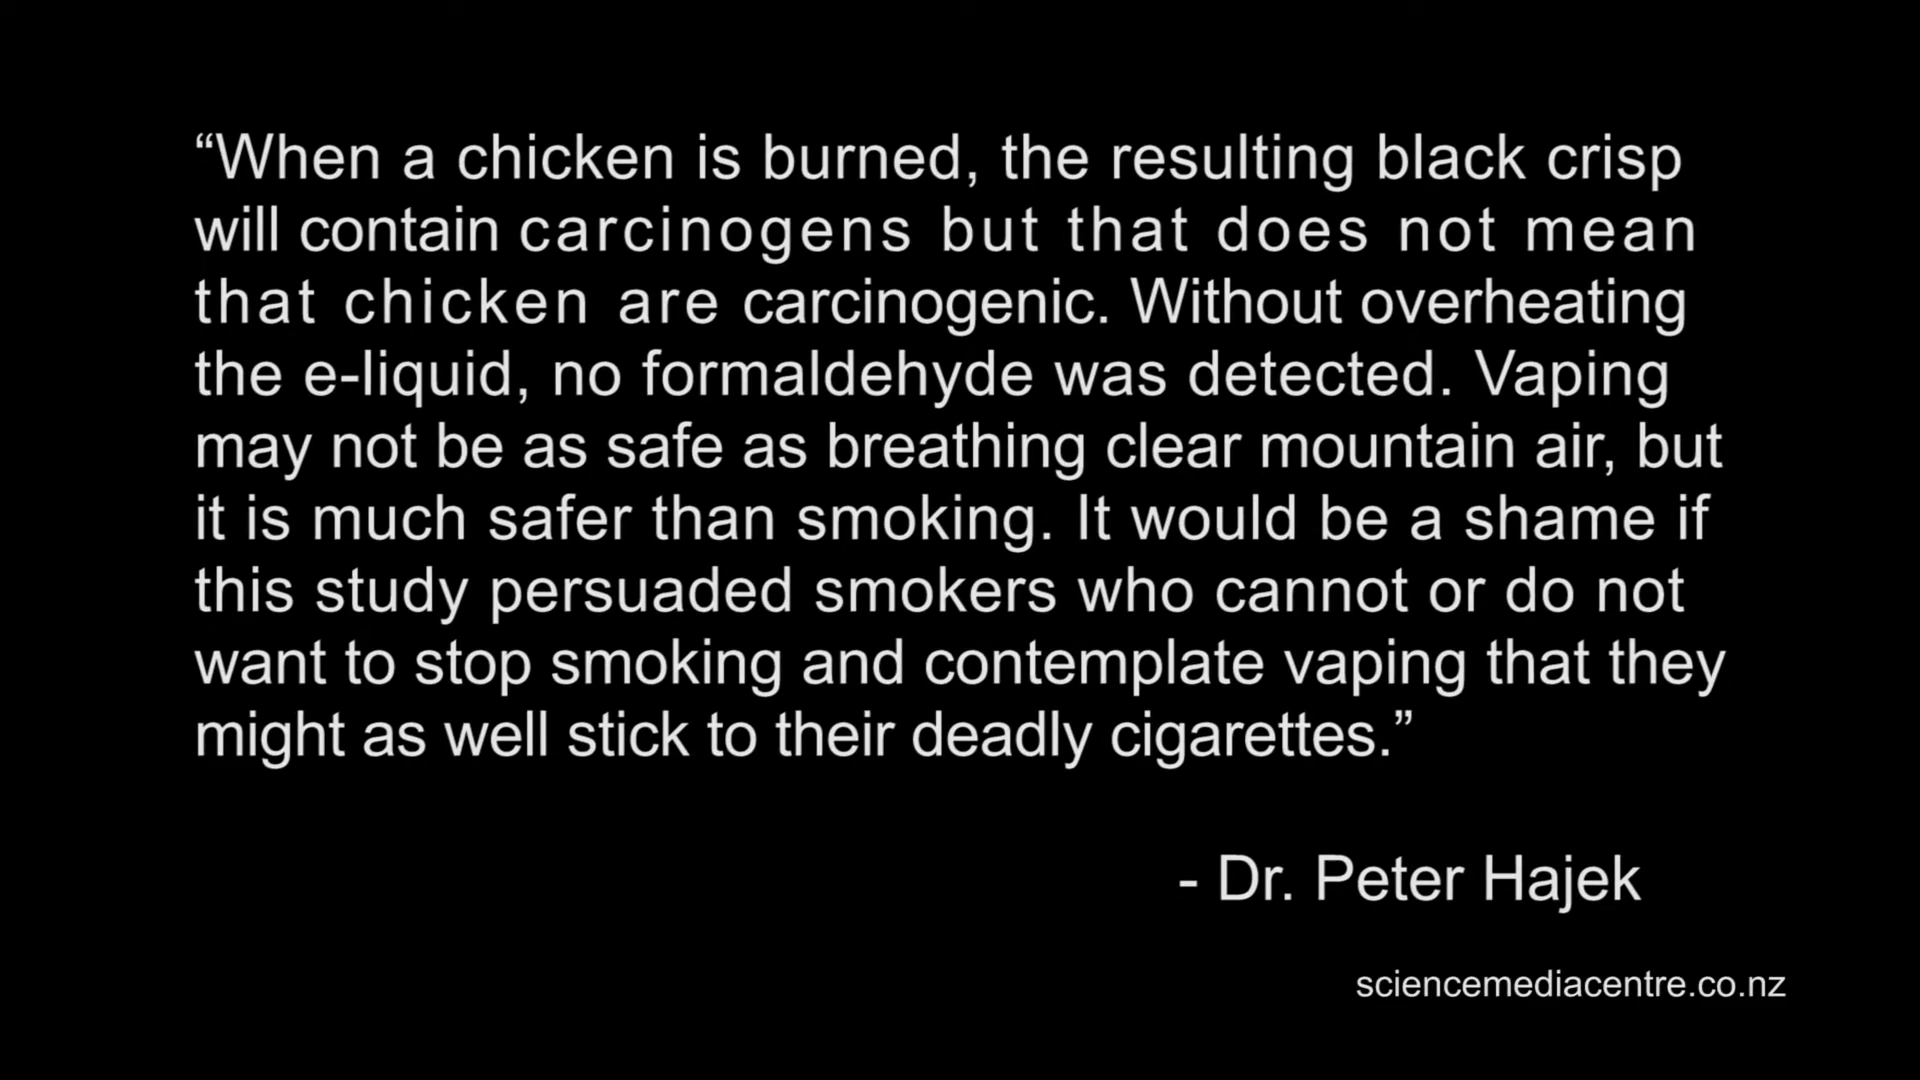 “When a chicken is burned, the resulting black crisp
will contain carcinogens but that does not mean
that chicken are carcinogenic. Without overheating
the e-liquid, no formaldehyde was detected. Vaping
may not be as safe as breathing clear mountain air, but
it is much safer than smoking. It would be a shame if
this study persuaded smokers who cannot or do not
want to stop smoking and contemplate vaping that they
might as well stick to their deadly cigarettes.”
- Dr. Peter Hajek
sciencemediacentre.co.nz